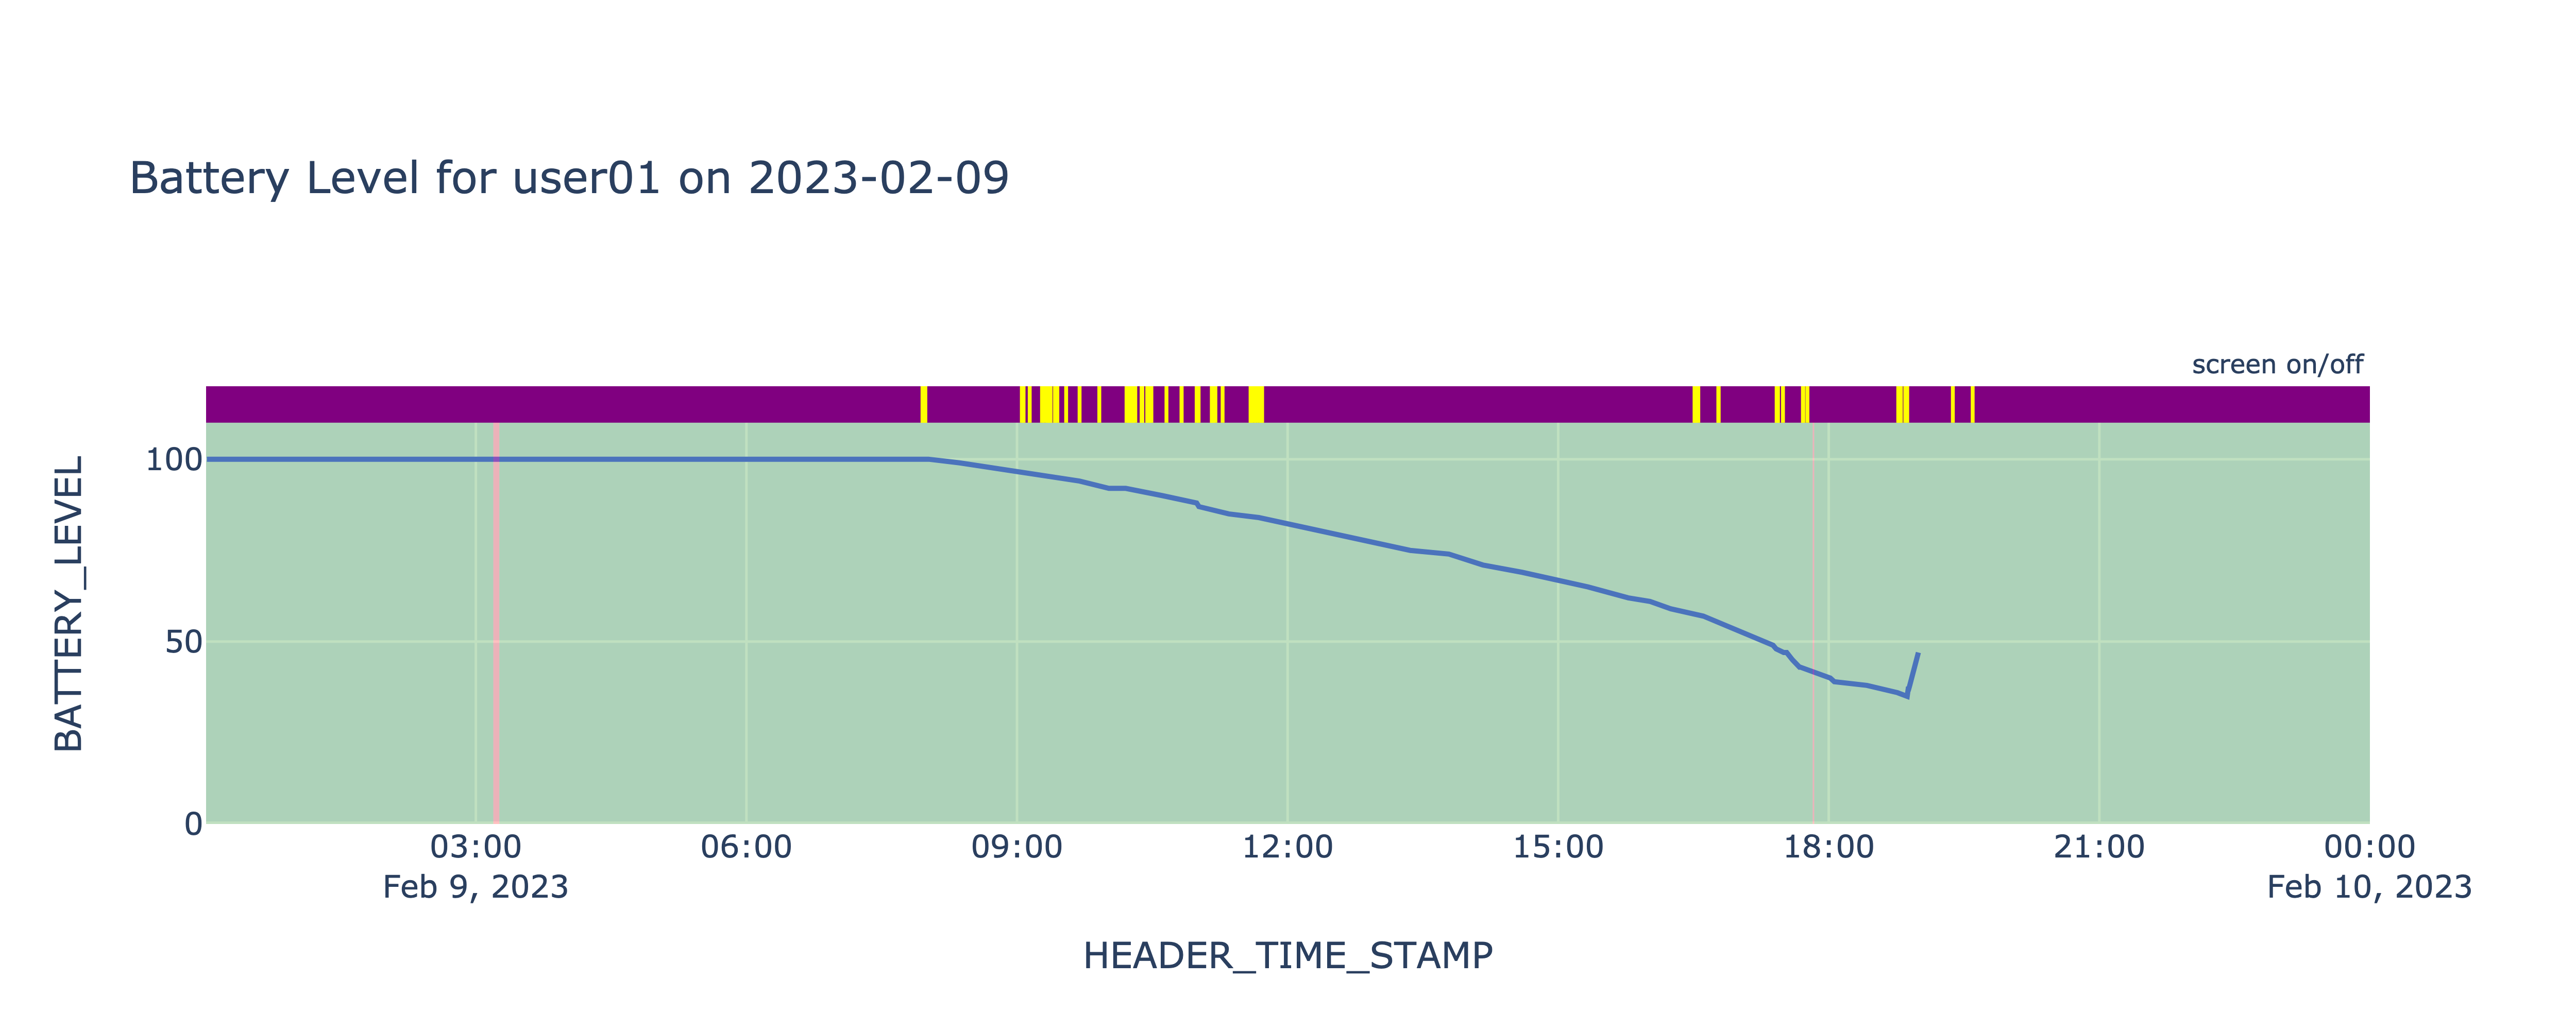 Battery Level for user01 on 2023-02-09
screen on/off
100
50
0
BATTERY_LEVEL
03:00 06:00 09:00 12:00 15:00 18:00 21:00 00:00
Feb 9, 2023 Feb 10, 2023
HEADER_TIME_STAMP